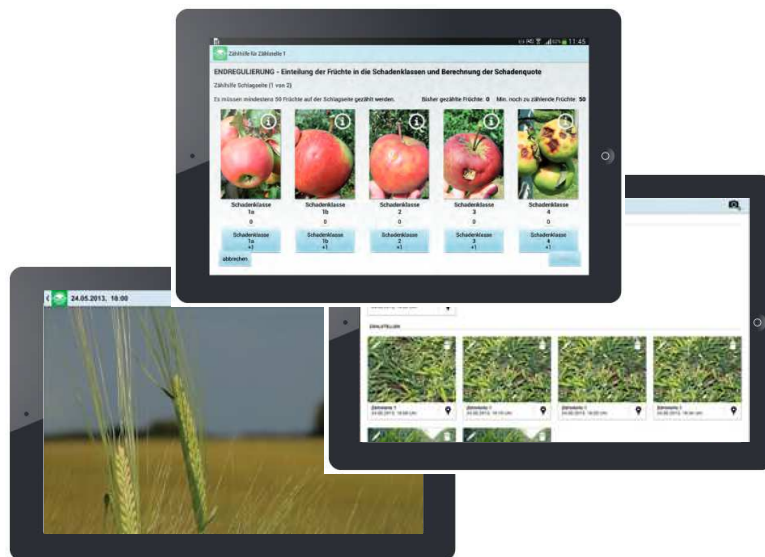 11:45
Zählhilfe für Zählstelle 1
ENDREGULIERUNG - Einteilung der Früchte in die Schadenklassen und Berechnung der Schadenquote
Zählhilfe Schlagseite (1 von 2)
Es müssen mindestens 50 Früchte auf der Schlagseite gezählt werden. Bisher gezählte Früchte: 0 Min. noch zu zählende Früchte: 50
Schadenklasse Schadenklasse Schadenklasse Schadenklasse Schadenklasse
1a 1b 2 3 4
0 0 0 0 0
Schadenklasse Schadenklasse Schadenklasse Schadenklasse Schadenklasse
1a 1b 2 3 4
+1 +1 +1 +1 +1
abbrechen
24.05.2013, 16:00
ZÄHLSTELLEN